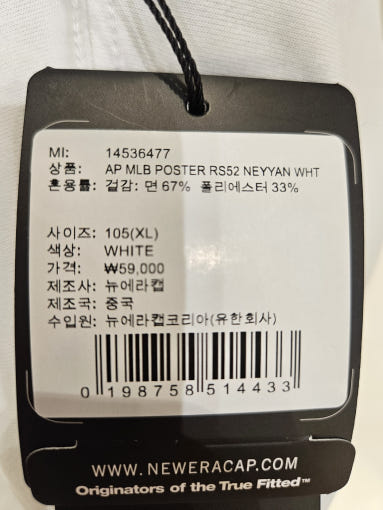 MI: 14536477
상품: AP MLB POSTER RS52 NEYYAN WHT
혼용률: 겉감: 면 67% 폴리에스터 33%
사이즈: 105(XL)
색상: WHITE
가격: ₩59,000
제조사: 뉴에라캡
제조국: 중국
수입원: 뉴에라캡코리아(유한회사)
0 198758 514433
WWW.NEWERACAP.COM
Originators of the True Fitted™